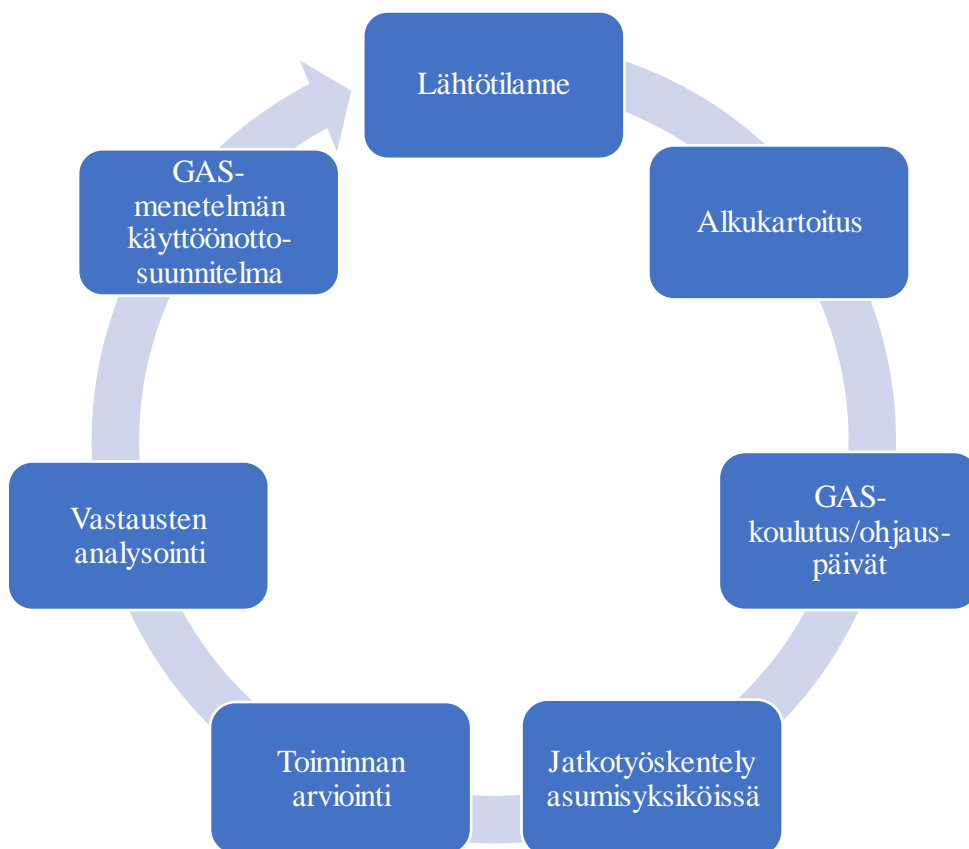 Lähtötilanne
Alkukartoitus
GAS-
koulutus/ohjaus-
päivät
Jatkotyöskentely
asumisyksiköissä
Toiminnan
arviointi
Vastausten
analysointi
GAS-
menetelmän
käyttöönotto-
suunnitelma